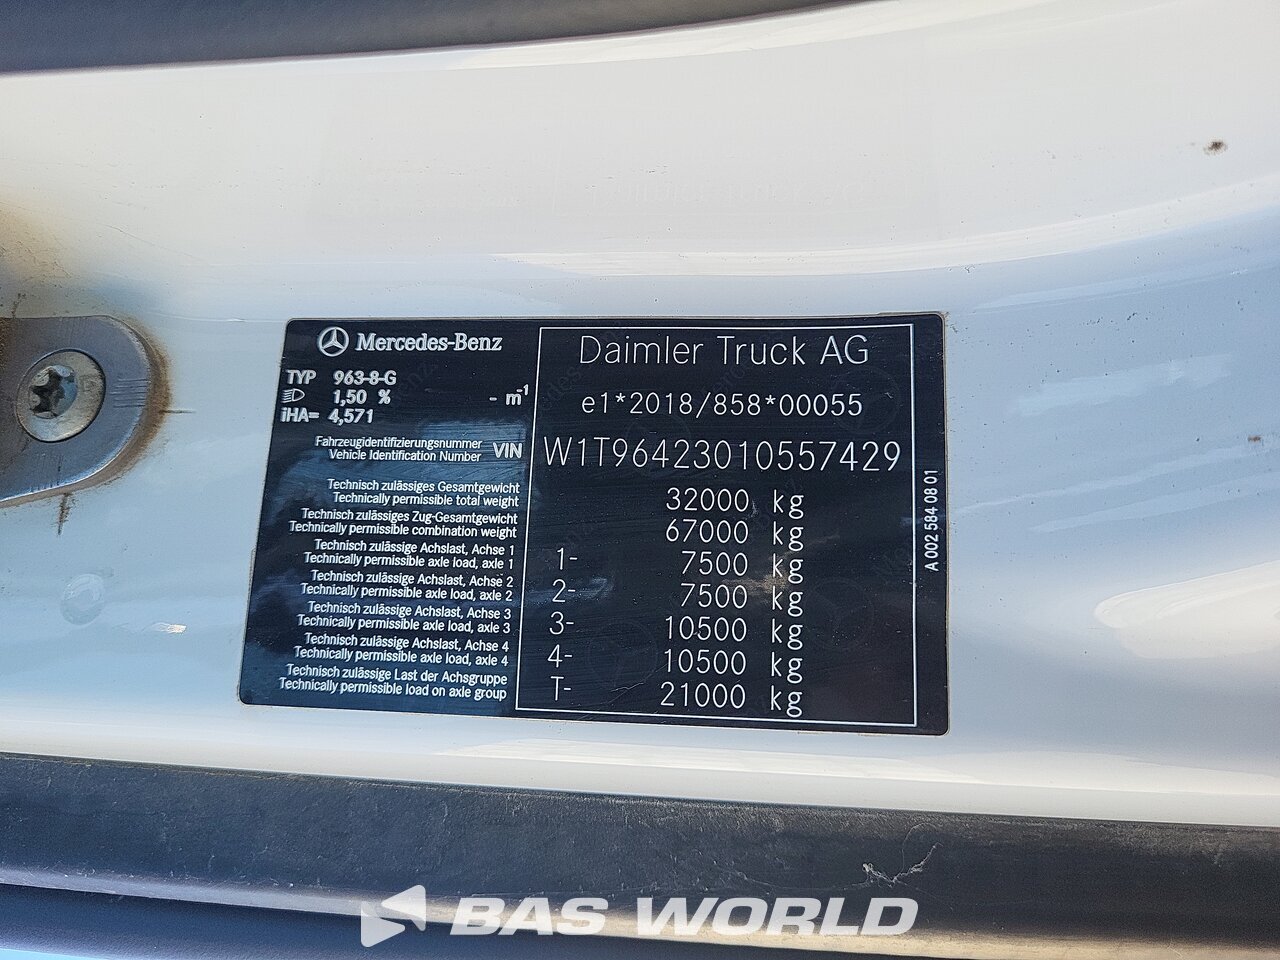 Mercedes-Benz
TYP 963-8-G
1,50 % - m⁻¹
iHA= 4,571
Daimler Truck AG
e1*2018/858*00055
Fahrzeugidentifizierungsnummer
Vehicle Identification Number VIN
W1T96423010557429
Technisch zulässiges Gesamtgewicht
Technically permissible total weight
32000 kg
Technisch zulässiges Zug-Gesamtgewicht
Technically permissible combination weight
67000 kg
Technisch zulässige Achslast, Achse 1
Technically permissible axle load, axle 1
1- 7500 kg
Technisch zulässige Achslast, Achse 2
Technically permissible axle load, axle 2
2- 7500 kg
Technisch zulässige Achslast, Achse 3
Technically permissible axle load, axle 3
3- 10500 kg
Technisch zulässige Achslast, Achse 4
Technically permissible axle load, axle 4
4- 10500 kg
Technisch zulässige Last der Achsgruppe
Technically permissible load on axle group
T- 21000 kg
A 002 584 08 01
BAS WORLD